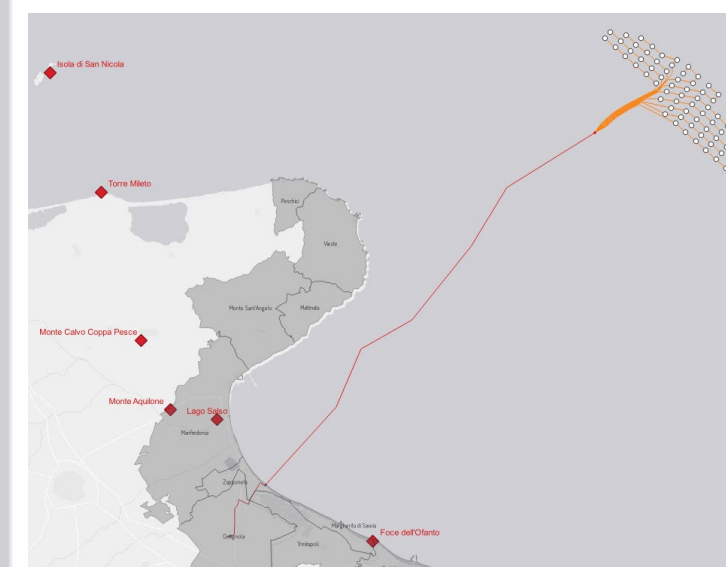 Isola di San Nicola
Torre Mileto
Peschici
Vieste
Monte Sant'Angelo
Mattinata
Monte Calvo Coppa Pesce
Monte Aquilone
Lago Salso
Manfredonia
Zapponeta
Margherita di Savoia
Foce dell'Ofanto
Cerignola
Trinitapoli